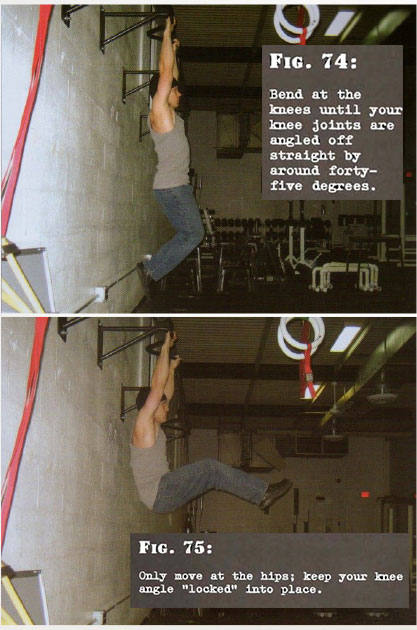 Fig. 74:
Bend at the
knees until your
knee joints are
angled off
straight by
around forty-
five degrees.
Fig. 75:
Only move at the hips; keep your knee
angle "locked" into place.